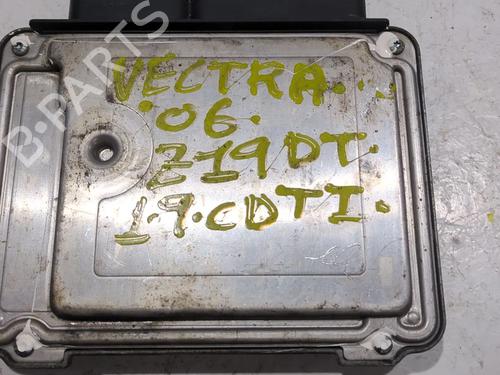 B-PARTS
VECTRA...
'06.
Z19DT.
1.9.CDTI.